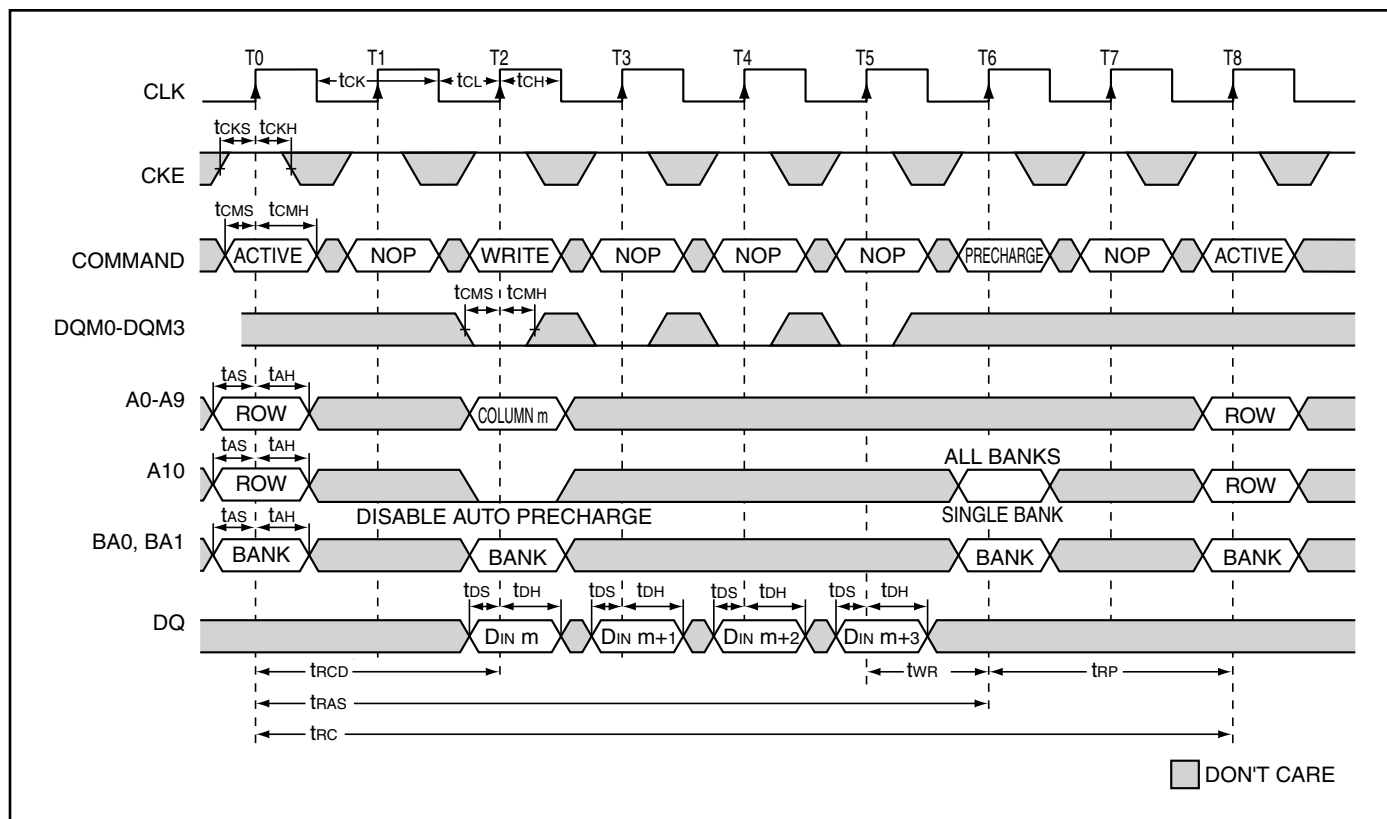 T0 T1 T2 T3 T4 T5 T6 T7 T8
tCK tCL tCH
CLK
tCKS tCKH
CKE
tCMS tCMH
COMMAND ACTIVE NOP WRITE NOP NOP NOP PRECHARGE NOP ACTIVE
tCMS tCMH
DQM0-DQM3
tAS tAH
A0-A9 ROW COLUMN m ROW
tAS tAH ALL BANKS
A10 ROW ROW
DISABLE AUTO PRECHARGE SINGLE BANK
tAS tAH
BA0, BA1 BANK BANK BANK BANK
tDS tDH tDS tDH tDS tDH tDS tDH
DQ DIN m DIN m+1 DIN m+2 DIN m+3
tRCD tWR tRP
tRAS
tRC
DON'T CARE